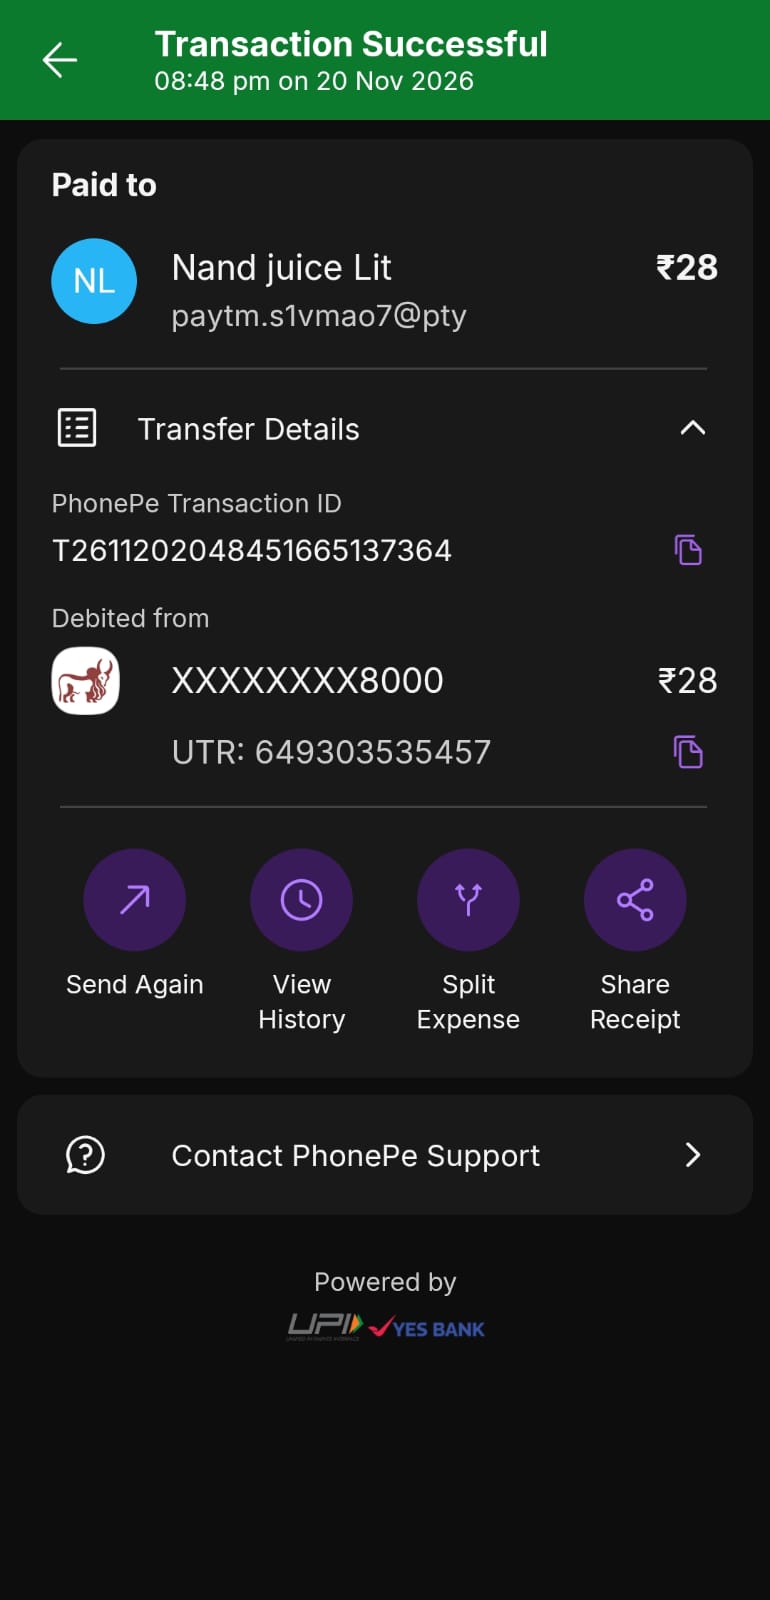 Transaction Successful
08:48 pm on 20 Nov 2026
Paid to
NL
Nand juice Lit
₹28
paytm.s1vmao7@pty
Transfer Details
PhonePe Transaction ID
T2611202048451665137364
Debited from
XXXXXXXX8000
₹28
UTR: 649303535457
Send Again
View
History
Split
Expense
Share
Receipt
Contact PhonePe Support
Powered by
UPI
YES BANK